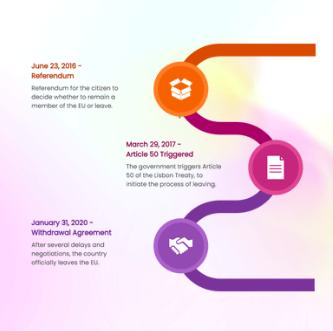 June 23, 2016 -
Referendum
Referendum for the citizen to
decide whether to remain a
member of the EU or leave.
March 29, 2017 -
Article 50 Triggered
The government triggers Article
50 of the Lisbon Treaty, to
initiate the process of leaving.
January 31, 2020 -
Withdrawal Agreement
After several delays and
negotiations, the country
officially leaves the EU.